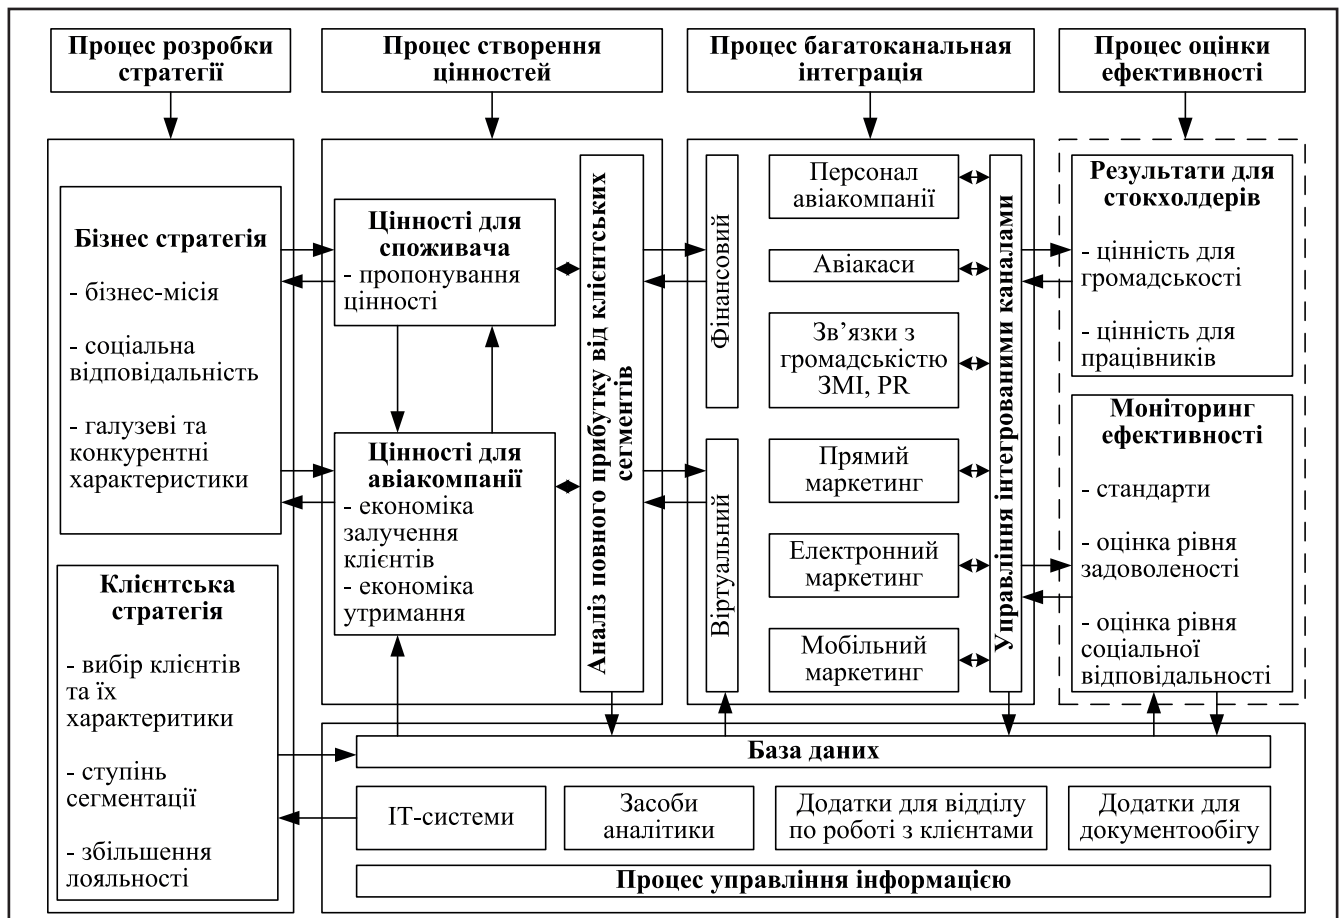 Процес розробки
стратегії
Процес створення
цінностей
Процес багатоканальная
інтеграція
Процес оцінки
ефективності
Бізнес стратегія
- бізнес-місія
- соціальна
відповідальність
- галузеві та
конкурентні
характеристики
Клієнтська
стратегія
- вибір клієнтів
та їх
характеритики
- ступінь
сегментації
- збільшення
лояльності
Цінності для
споживача
- пропонування
цінності
Цінності для
авіакомпанії
- економіка
залучення
клієнтів
- економіка
утримання
Аналіз повного прибутку від клієнтських
сегментів
Фінансовий
Віртуальний
Персонал
авіакомпанії
Авіакаси
Зв’язки з
громадськістю
ЗМІ, PR
Прямий
маркетинг
Електронний
маркетинг
Мобільний
маркетинг
Управління інтегрованими каналами
Результати для
стокхолдерів
- цінність для
громадськості
- цінність для
працівників
Моніторинг
ефективності
- стандарти
- оцінка рівня
задоволеності
- оцінка рівня
соціальної
відповідальності
База даних
ІТ-системи
Засоби
аналітики
Додатки для відділу
по роботі з клієнтами
Додатки для
документообігу
Процес управління інформацією